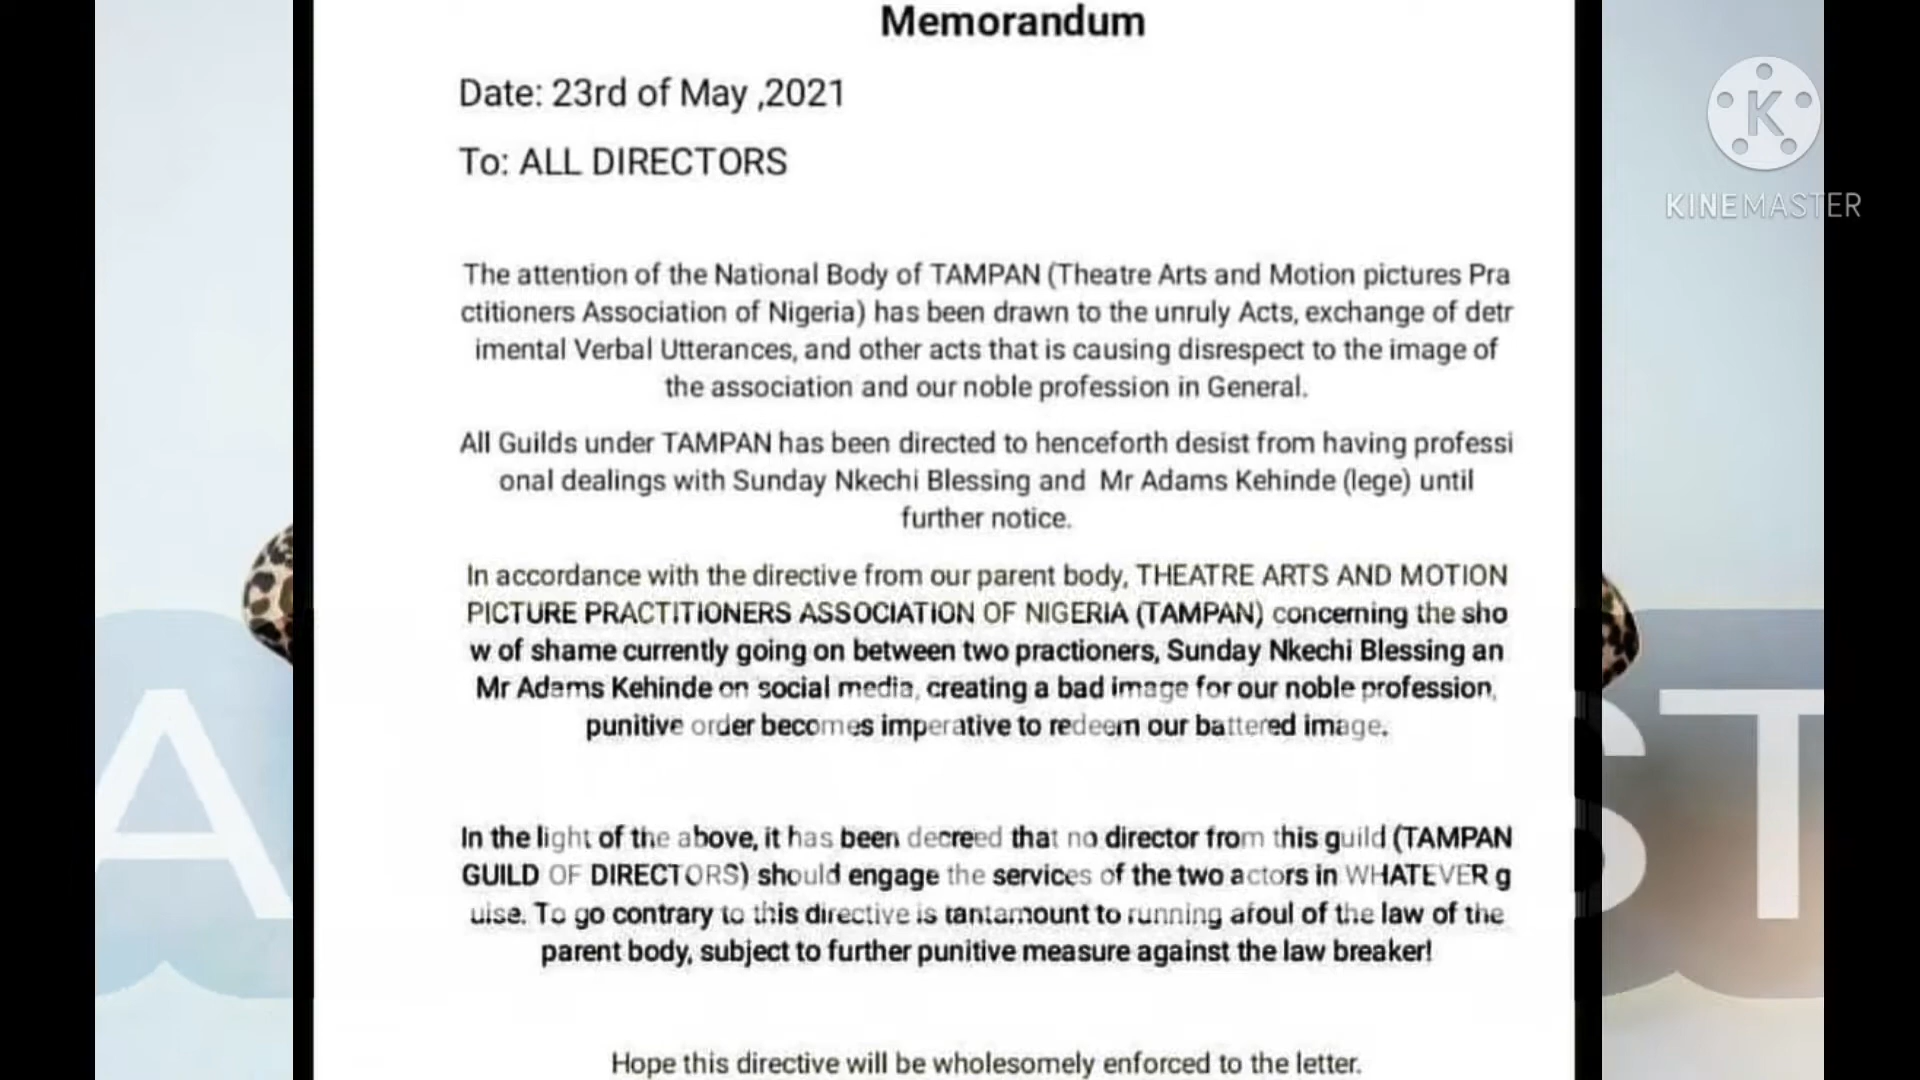 Memorandum
Date: 23rd of May ,2021
To: ALL DIRECTORS
The attention of the National Body of TAMPAN (Theatre Arts and Motion pictures Pra
ctitioners Association of Nigeria) has been drawn to the unruly Acts, exchange of detr
imental Verbal Utterances, and other acts that is causing disrespect to the image of
the association and our noble profession in General.
All Guilds under TAMPAN has been directed to henceforth desist from having professi
onal dealings with Sunday Nkechi Blessing and Mr Adams Kehinde (lege) until
further notice.
In accordance with the directive from our parent body, THEATRE ARTS AND MOTION
PICTURE PRACTITIONERS ASSOCIATION OF NIGERIA (TAMPAN) concerning the sho
w of shame currently going on between two practioners, Sunday Nkechi Blessing an
Mr Adams Kehinde on social media, creating a bad image for our noble profession,
punitive order becomes imperative to redeem our battered image.
In the light of the above, it has been decreed that no director from this guild (TAMPAN
GUILD OF DIRECTORS) should engage the services of the two actors in WHATEVER g
uise. To go contrary to this directive is tantamount to running afoul of the law of the
parent body, subject to further punitive measure against the law breaker!
Hope this directive will be wholesomely enforced to the letter.
K
KINEMASTER
A
ST